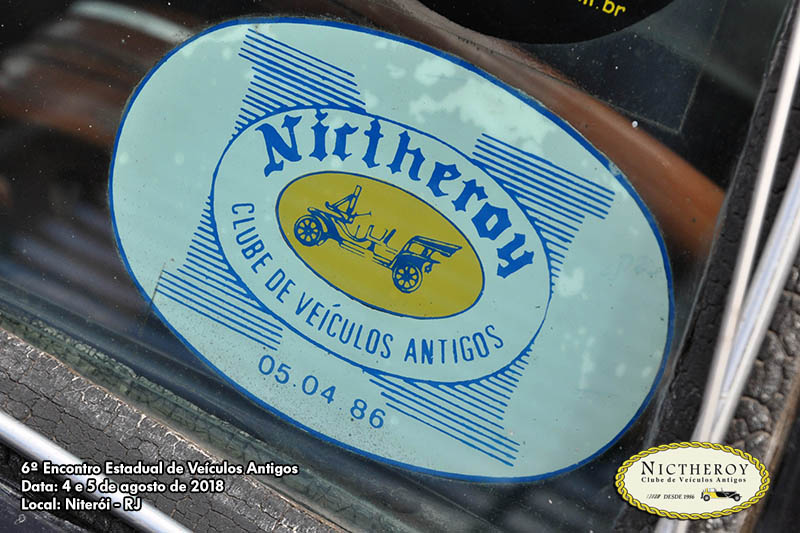 .br
Nictheroy
CLUBE DE VEÍCULOS ANTIGOS
05.04 86
6º Encontro Estadual de Veículos Antigos
Data: 4 e 5 de agosto de 2018
Local: Niterói - RJ
NICTHEROY
Clube de Veículos Antigos
DESDE 1986